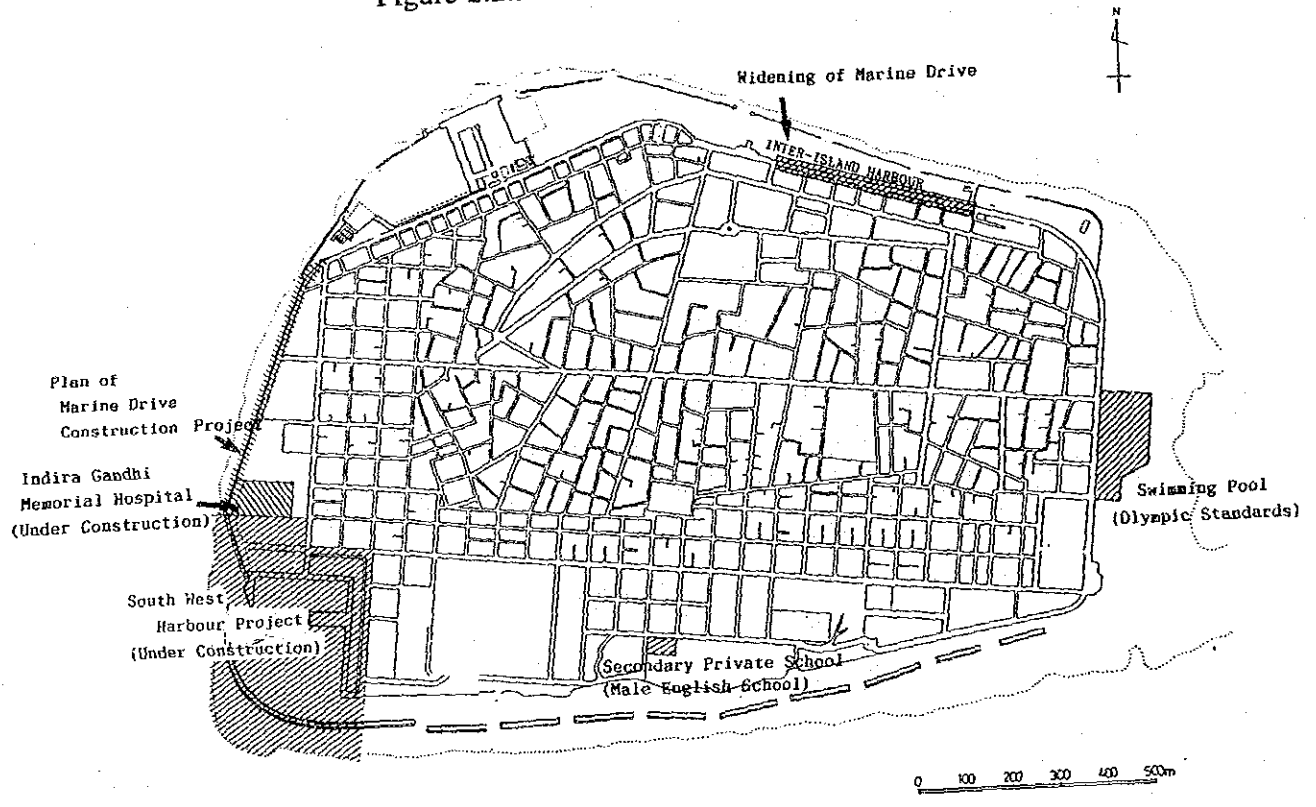 Figure
N
Widening of Marine Drive
INTER-ISLAND HARBOUR
Plan of
Marine Drive
Construction Project
Indira Gandhi
Memorial Hospital
(Under Construction)
Swimming Pool
(Olympic Standards)
South West
Harbour Project
(Under Construction)
Secondary Private School
(Male English School)
0 100 200 300 400 500m